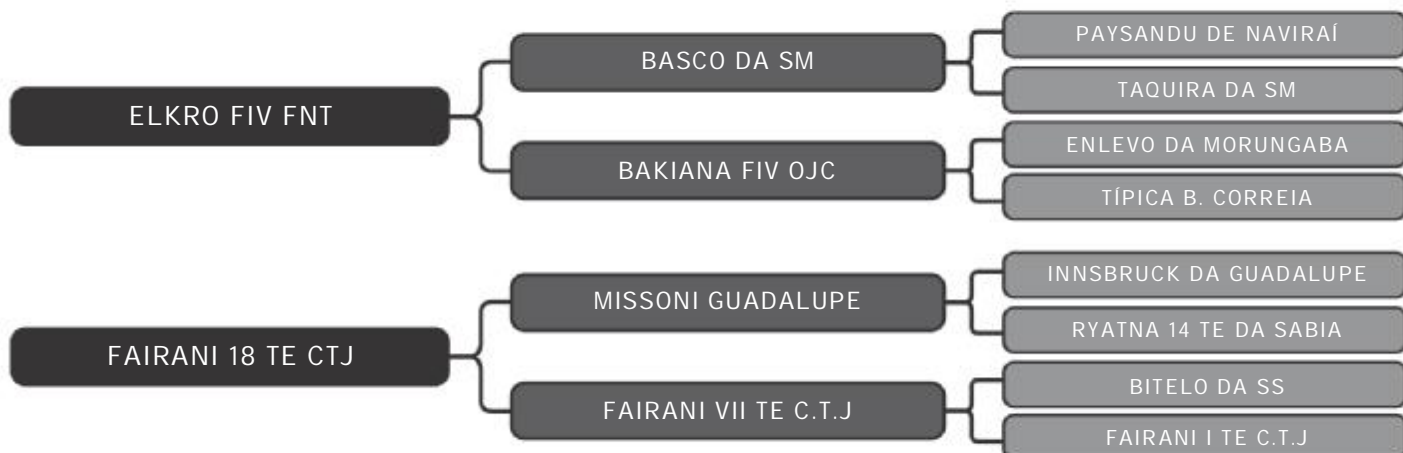 ELKRO FIV FNT
BASCO DA SM
PAYSANDU DE NAVIRAÍ
TAQUIRA DA SM
BAKIANA FIV OJC
ENLEVO DA MORUNGABA
TÍPICA B. CORREIA
FAIRANI 18 TE CTJ
MISSONI GUADALUPE
INNSBRUCK DA GUADALUPE
RYATNA 14 TE DA SABIA
FAIRANI VII TE C.T.J
BITELO DA SS
FAIRANI I TE C.T.J